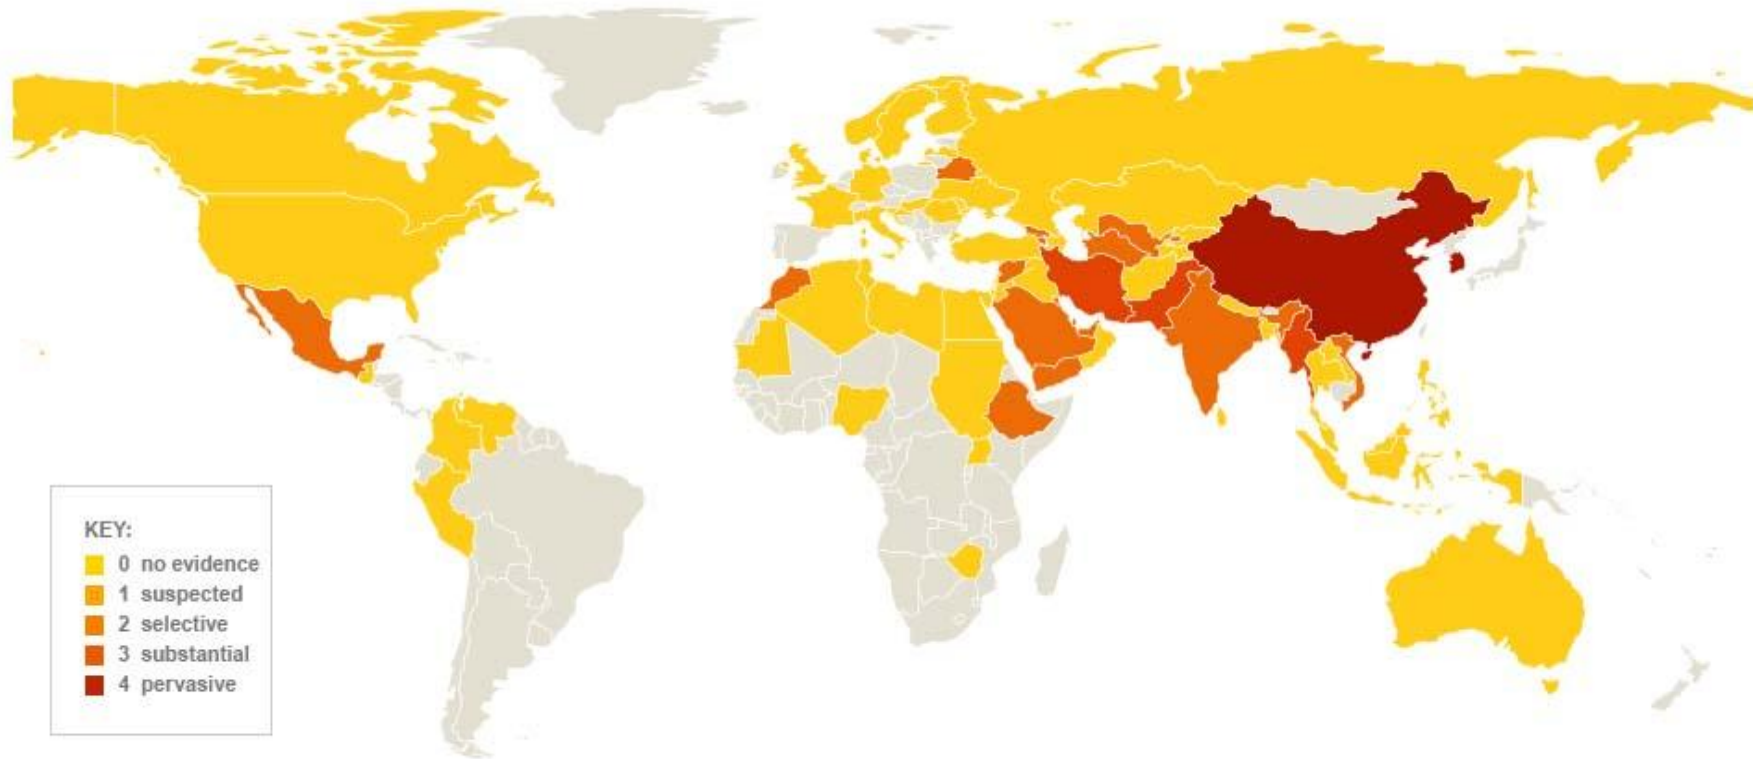 KEY:
0 no evidence
1 suspected
2 selective
3 substantial
4 pervasive